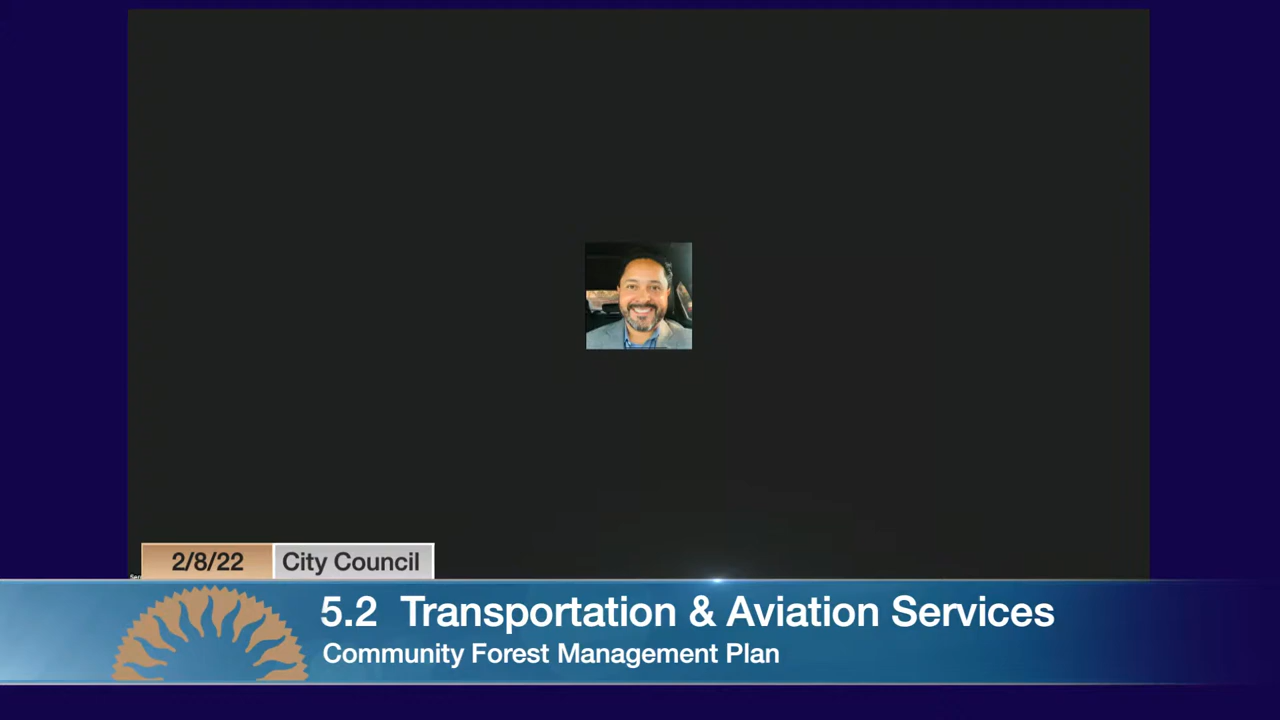 2/8/22 City Council
5.2 Transportation & Aviation Services
Community Forest Management Plan